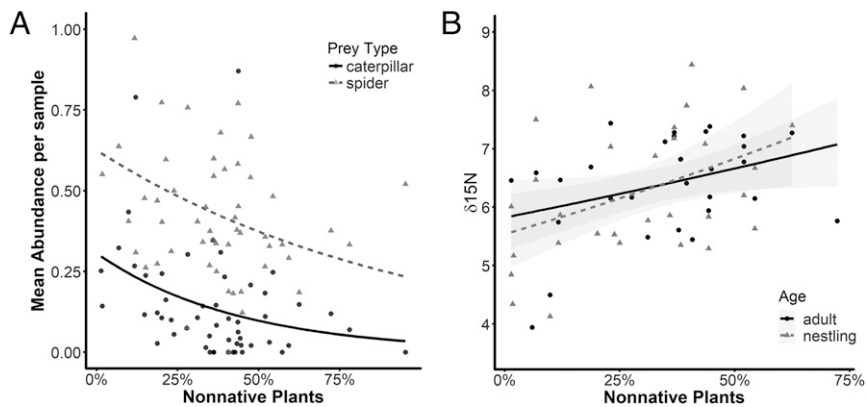 A
Mean Abundance per sample
1.00
0.75
0.50
0.25
0.00
Prey Type
caterpillar
spider
0%
25%
50%
75%
Nonnative Plants
B
δ15N
9
8
7
6
5
4
Age
adult
nestling
0%
25%
50%
75%
Nonnative Plants